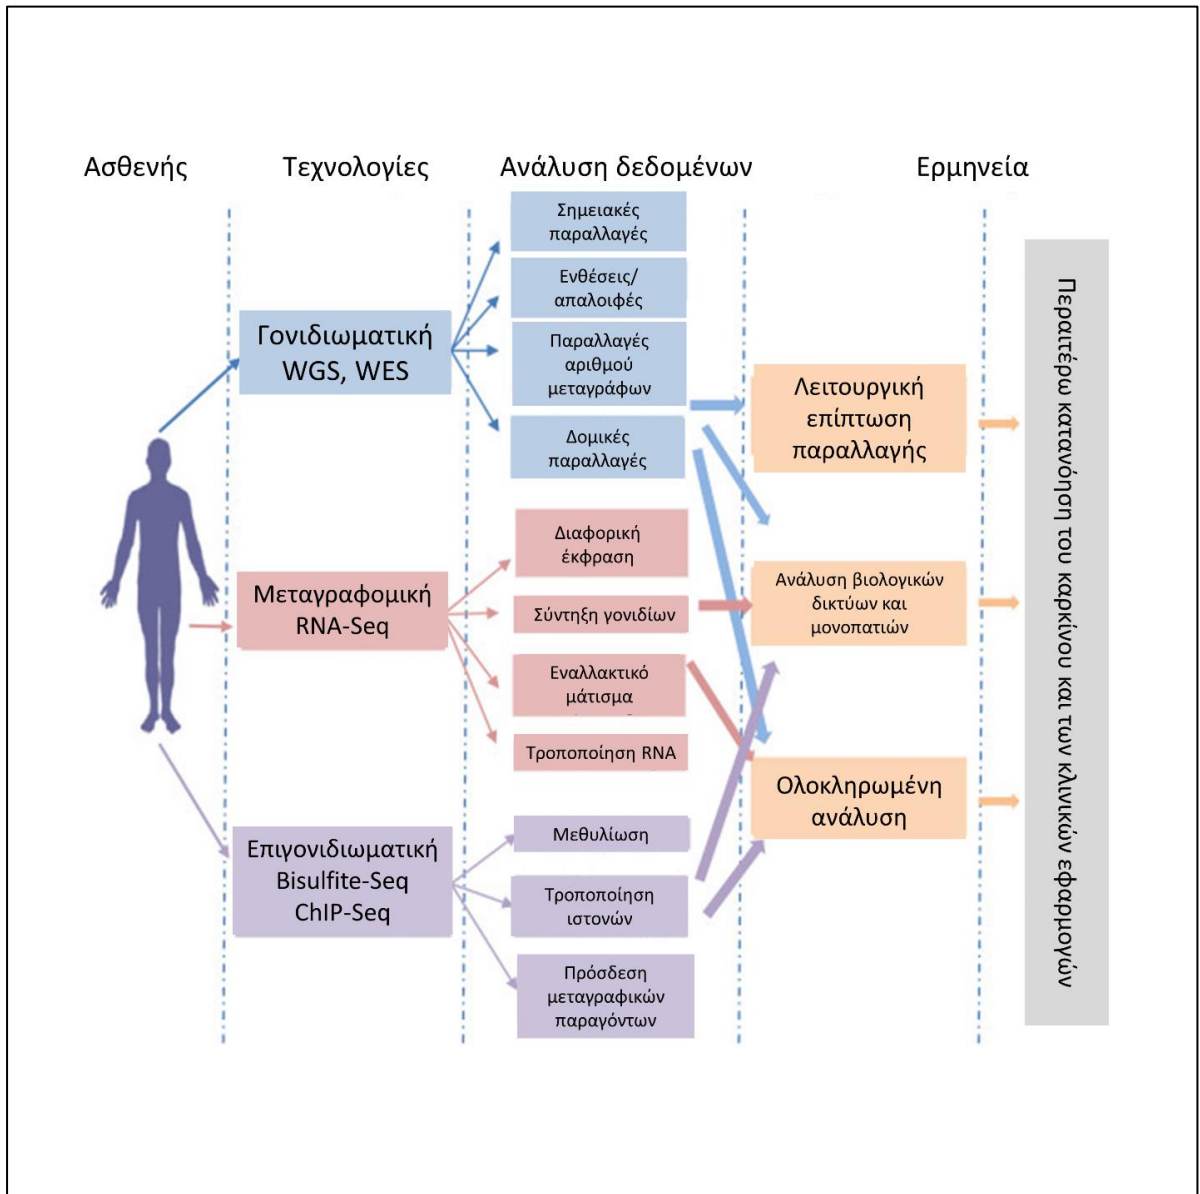 Ασθενής
Τεχνολογίες
Ανάλυση δεδομένων
Ερμηνεία
Γονιδιωματική
WGS, WES
Σημειακές
παραλλαγές
Ενθέσεις/
απαλοιφές
Παραλλαγές
αριθμού
μεταγράφων
Δομικές
παραλλαγές
Μεταγραφομική
RNA-Seq
Διαφορική
έκφραση
Σύντηξη γονιδίων
Εναλλακτικό
μάτισμα
Τροποποίηση RNA
Επιγονιδιωματική
Bisulfite-Seq
ChIP-Seq
Μεθυλίωση
Τροποποίηση
ιστονών
Πρόσδεση
μεταγραφικών
παραγόντων
Λειτουργική
επίπτωση
παραλλαγής
Ανάλυση βιολογικών
δικτύων και
μονοπατιών
Ολοκληρωμένη
ανάλυση
Περαιτέρω κατανόηση του καρκίνου και των κλινικών εφαρμογών